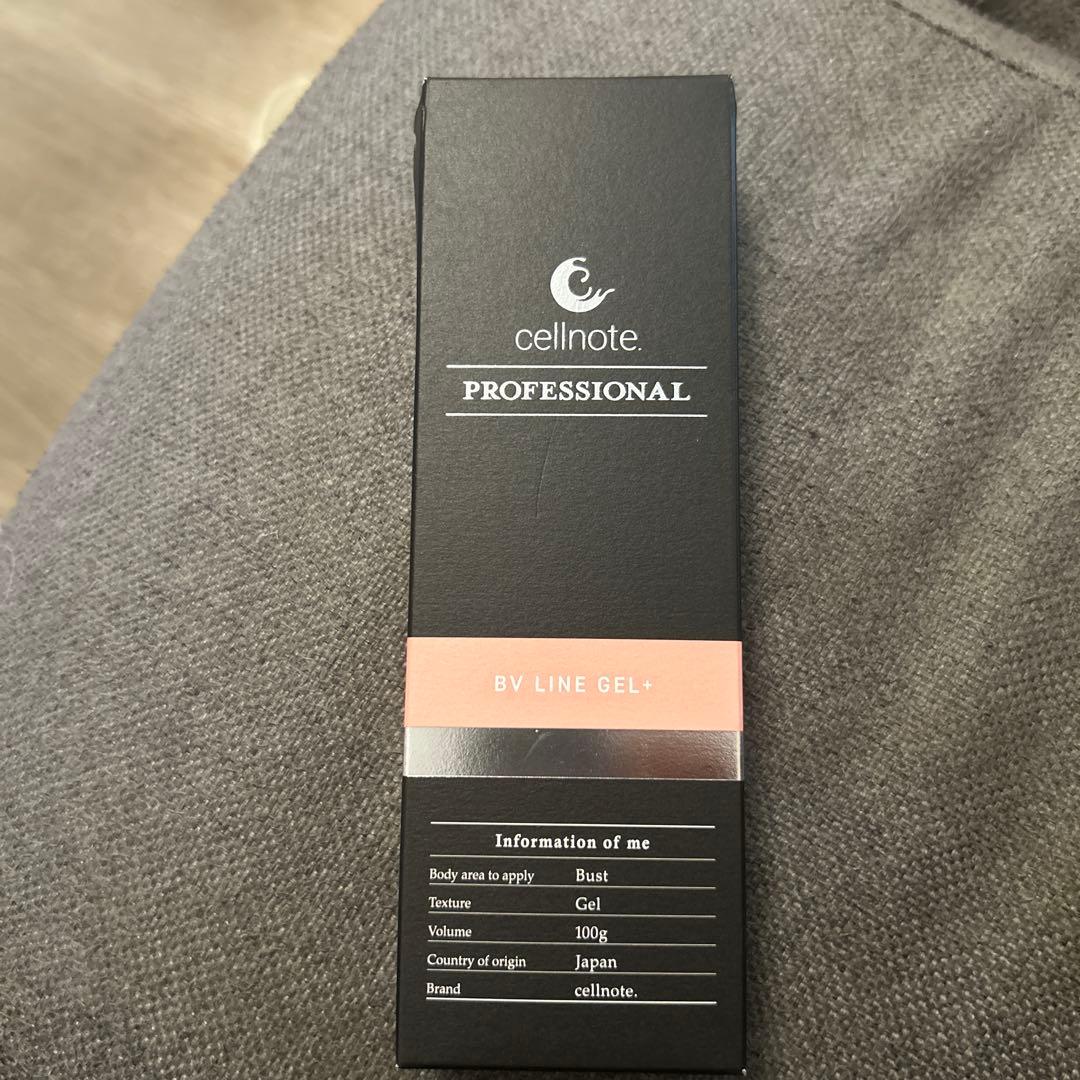 cellnote.
PROFESSIONAL
BV LINE GEL+
Information of me
Body area to apply Bust
Texture Gel
Volume 100g
Country of origin Japan
Brand cellnote.